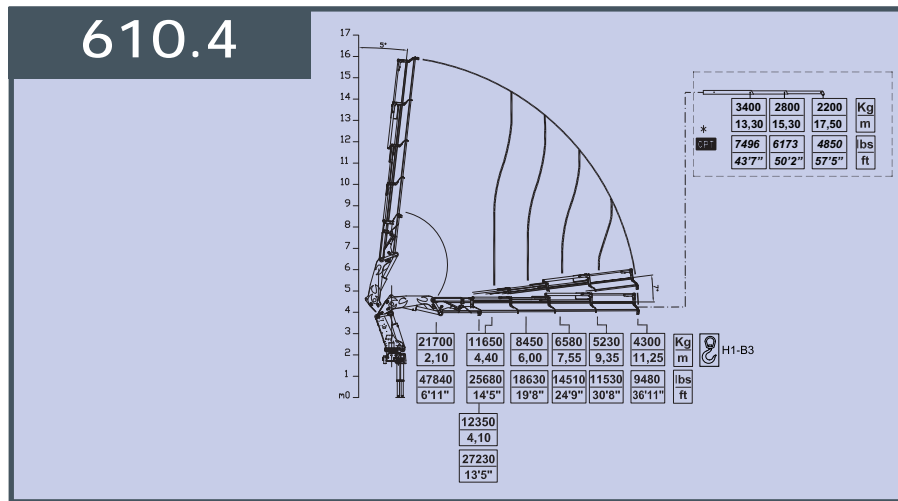 610.4
17
16
15
14
13
12
11
10
9
8
7
6
5
4
3
2
1
m0
5°
3400 2800 2200 Kg
13,30 15,30 17,50 m
*
OPT
7496 6173 4850 lbs
43'7" 50'2" 57'5" ft
21700 11650 8450 6580 5230 4300 Kg
2,10 4,40 6,00 7,55 9,35 11,25 m
H1-B3
47840 25680 18630 14510 11530 9480 lbs
6'11" 14'5" 19'8" 24'9" 30'8" 36'11" ft
12350
4,10
27230
13'5"